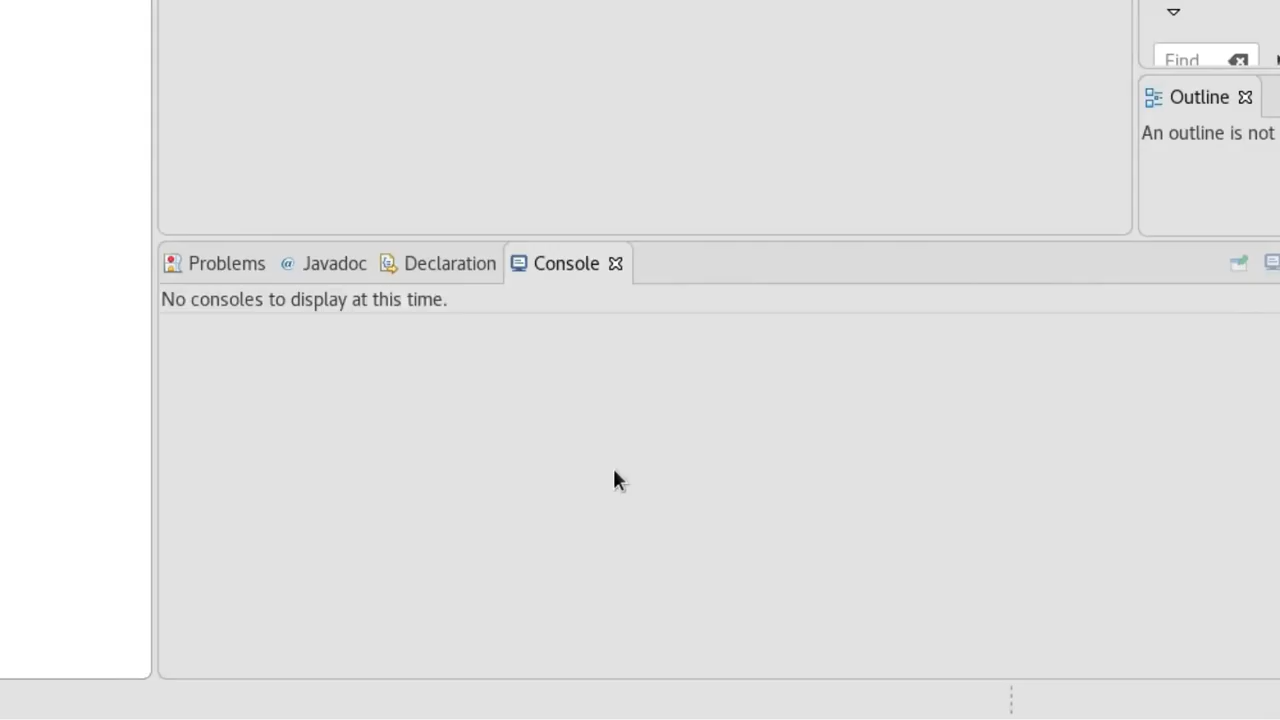 Find
Outline
An outline is not
Problems @ Javadoc Declaration Console
No consoles to display at this time.